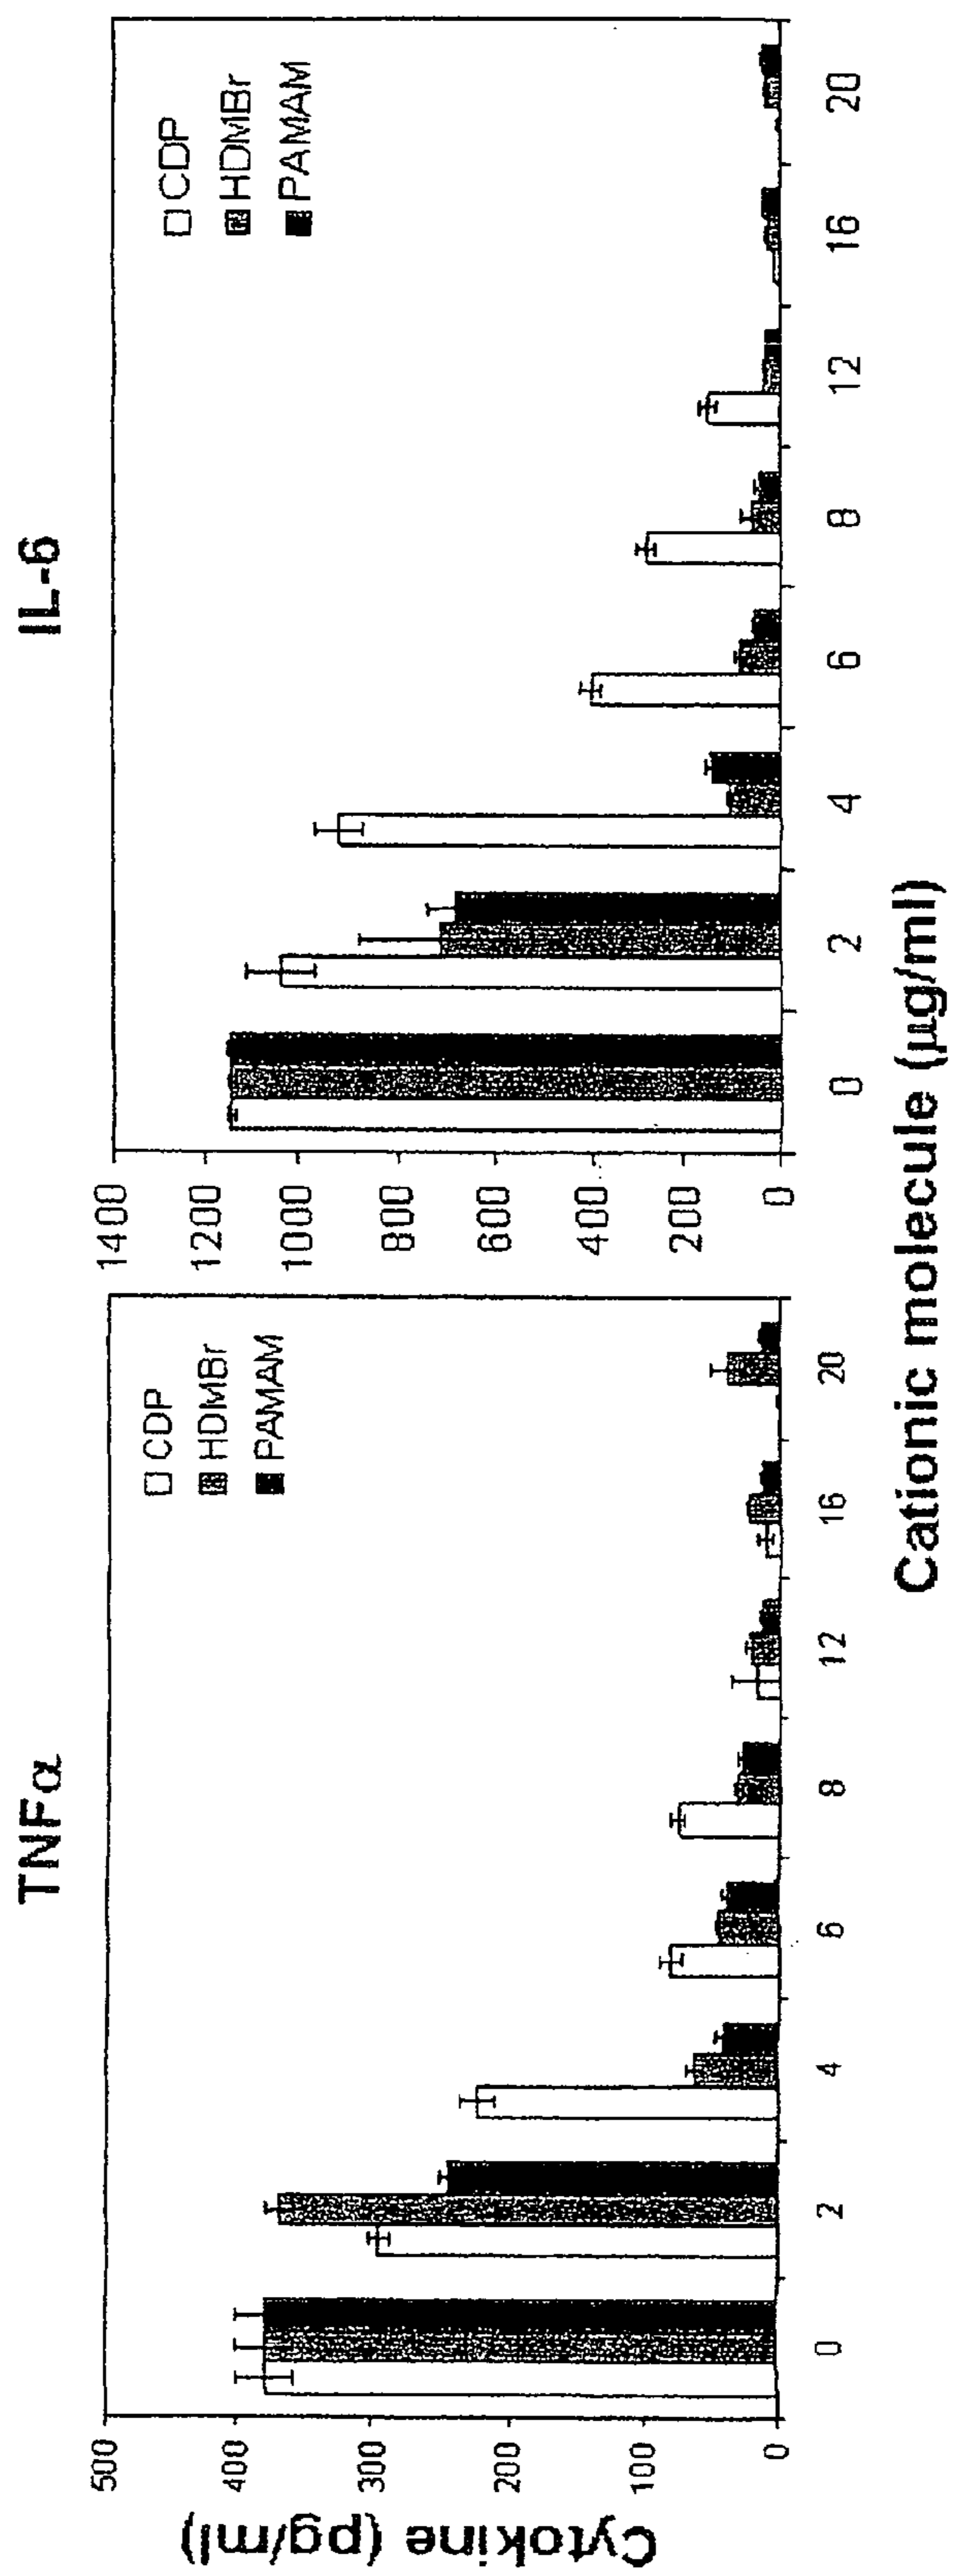 TNFα
IL-6
Cytokine (pg/ml)
500
400
300
200
100
0
CDP
HDMBr
PAMAM
0 2 4 6 8 12 16 20
1400
1200
1000
800
600
400
200
0
CDP
HDMBr
PAMAM
0 2 4 6 8 12 16 20
Cationic molecule (µg/ml)